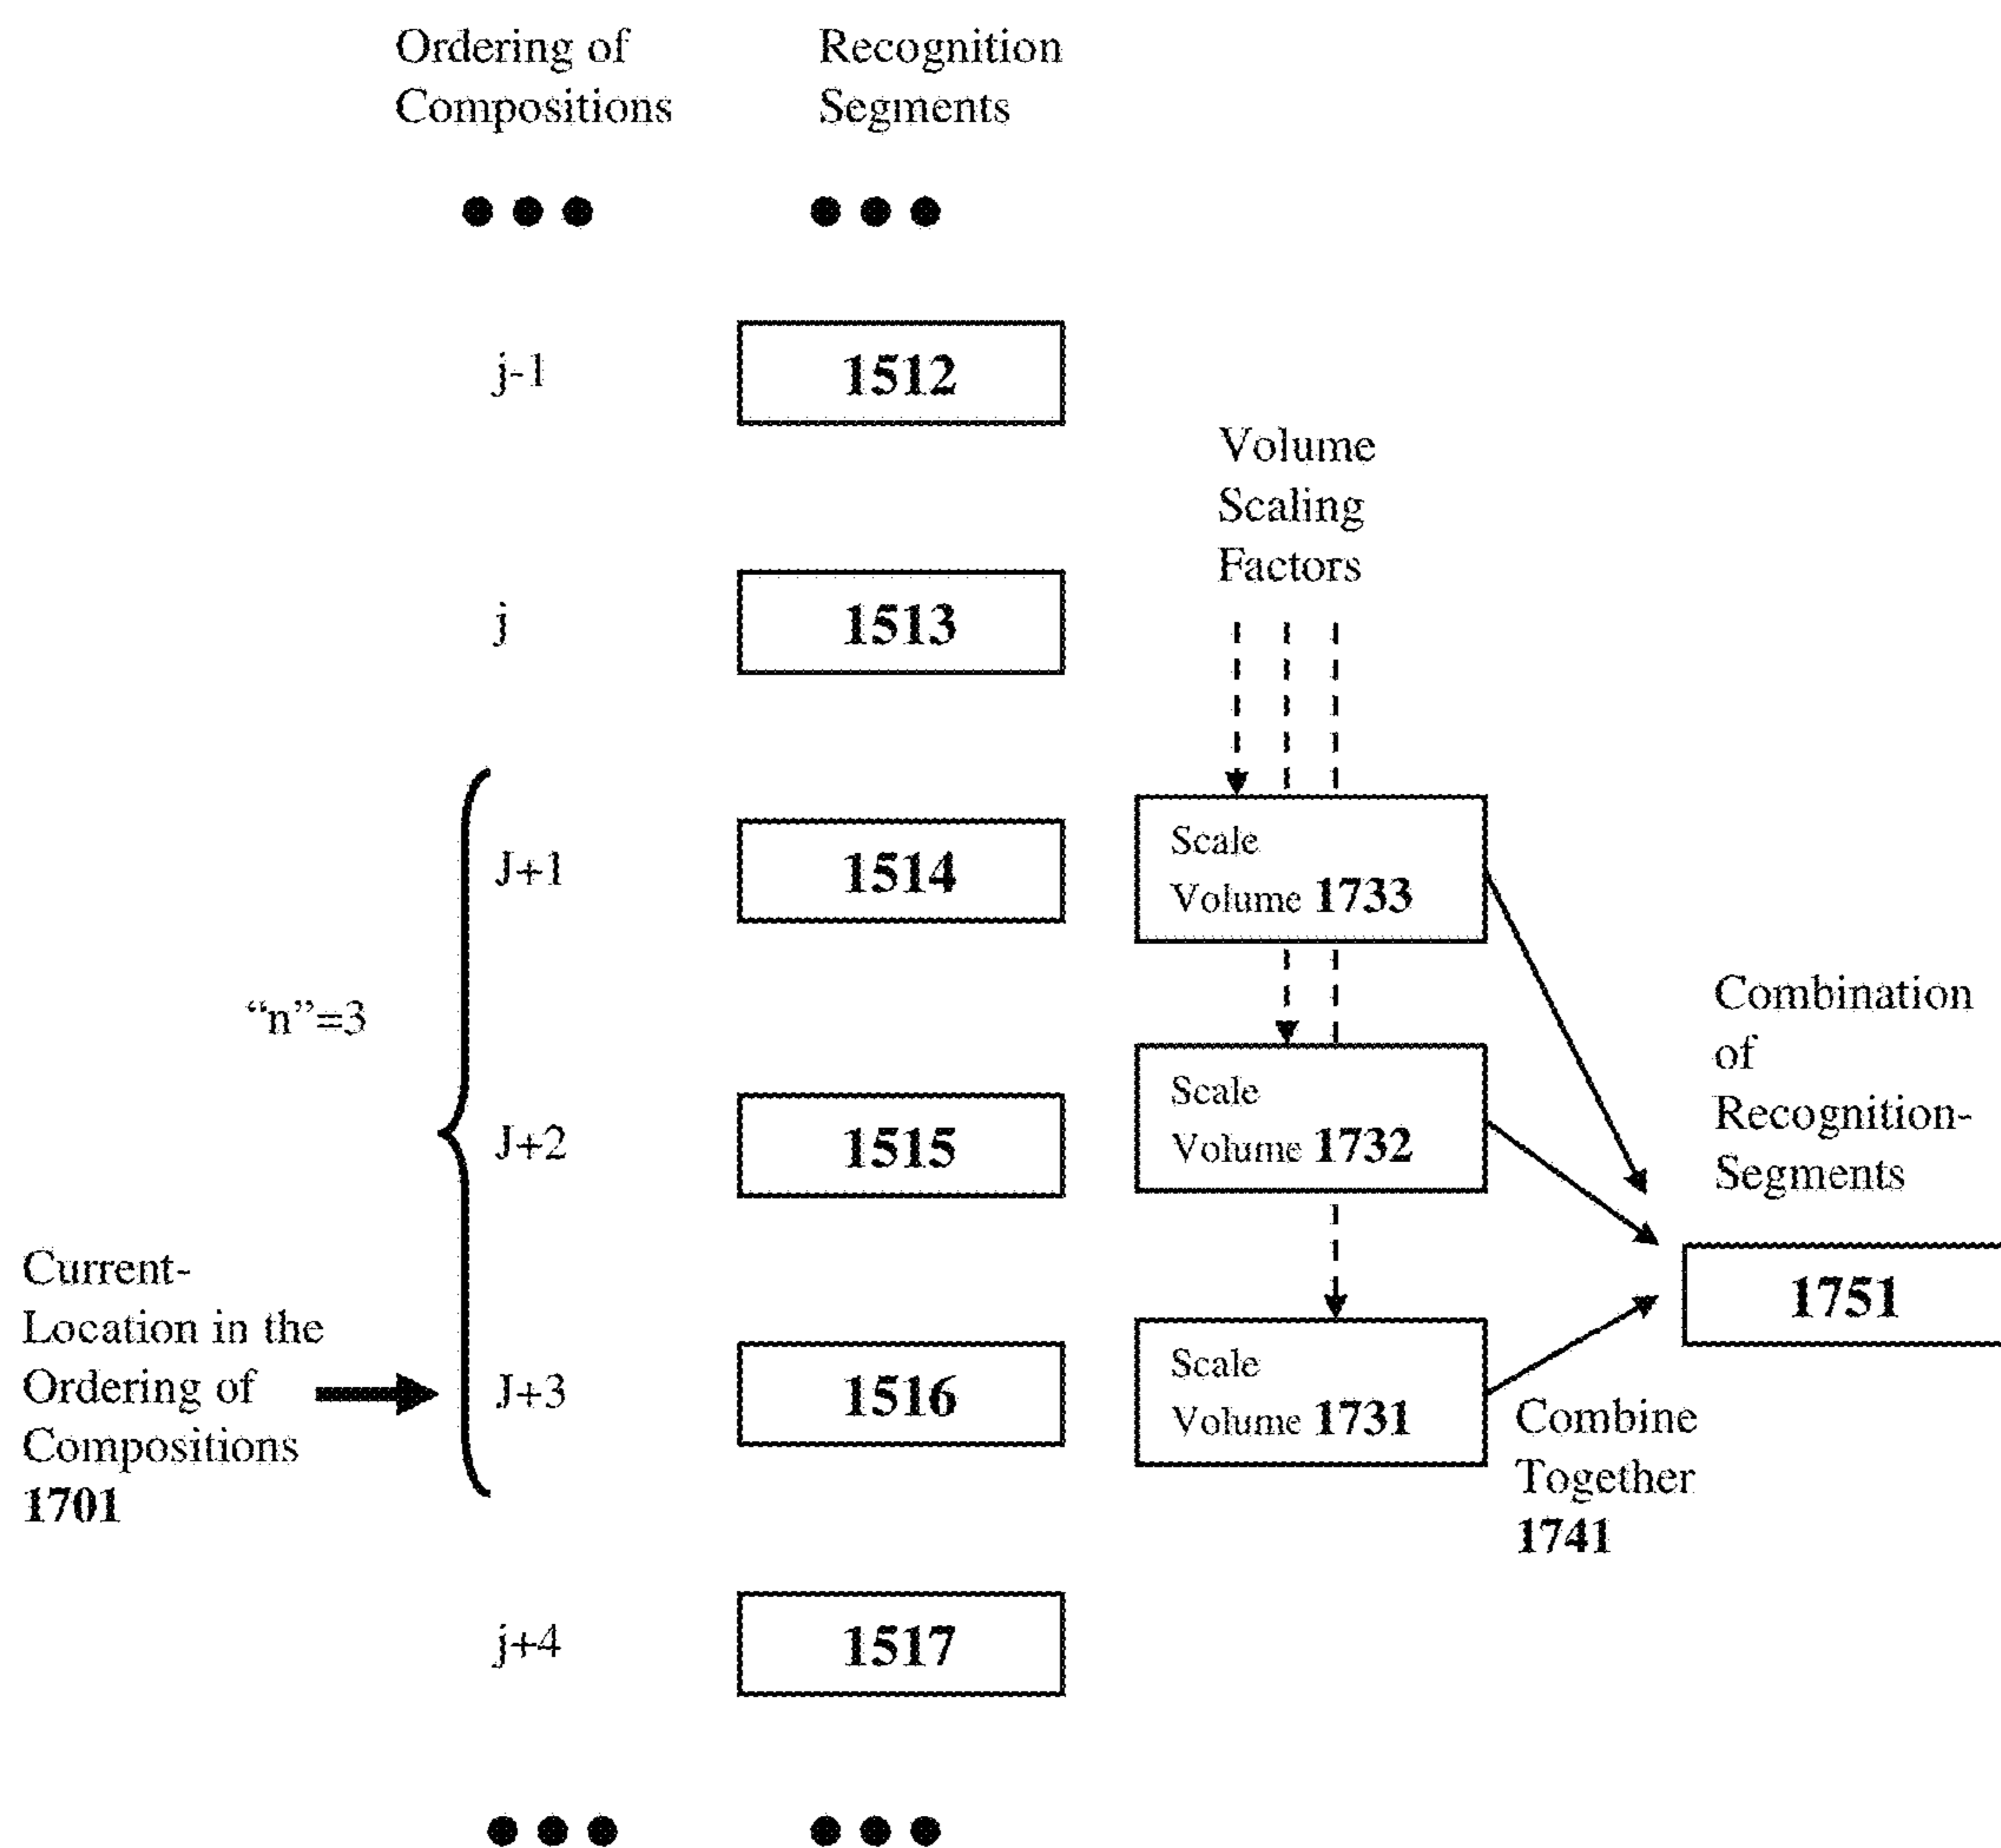 Ordering of
Compositions
Recognition
Segments
j-1
1512
Volume
Scaling
Factors
j
1513
J+1
1514
Scale
Volume 1733
“n”=3
Combination
of
Recognition-
Segments
J+2
1515
Scale
Volume 1732
1751
Current-
Location in the
Ordering of
Compositions
1701
J+3
1516
Scale
Volume 1731
Combine
Together
1741
j+4
1517